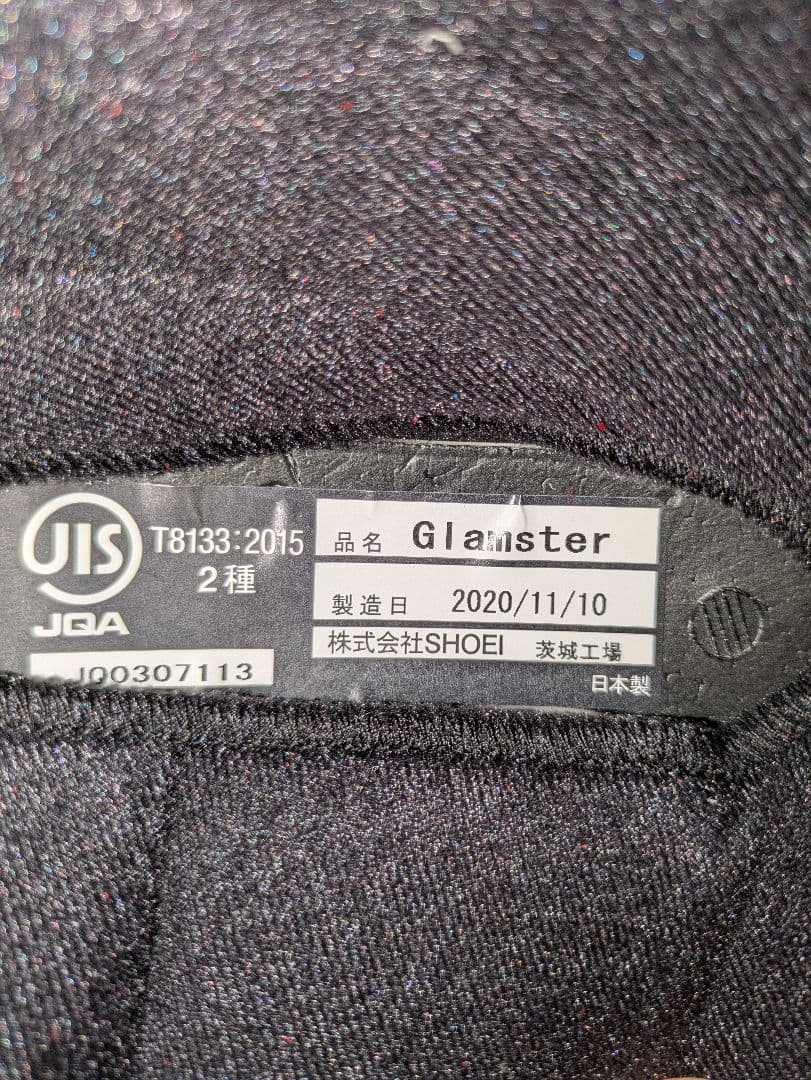 JIS
JQA
T8133:2015
2種
JQ0307113
品名 Glamster
製造日 2020/11/10
株式会社SHOEI 茨城工場
日本製